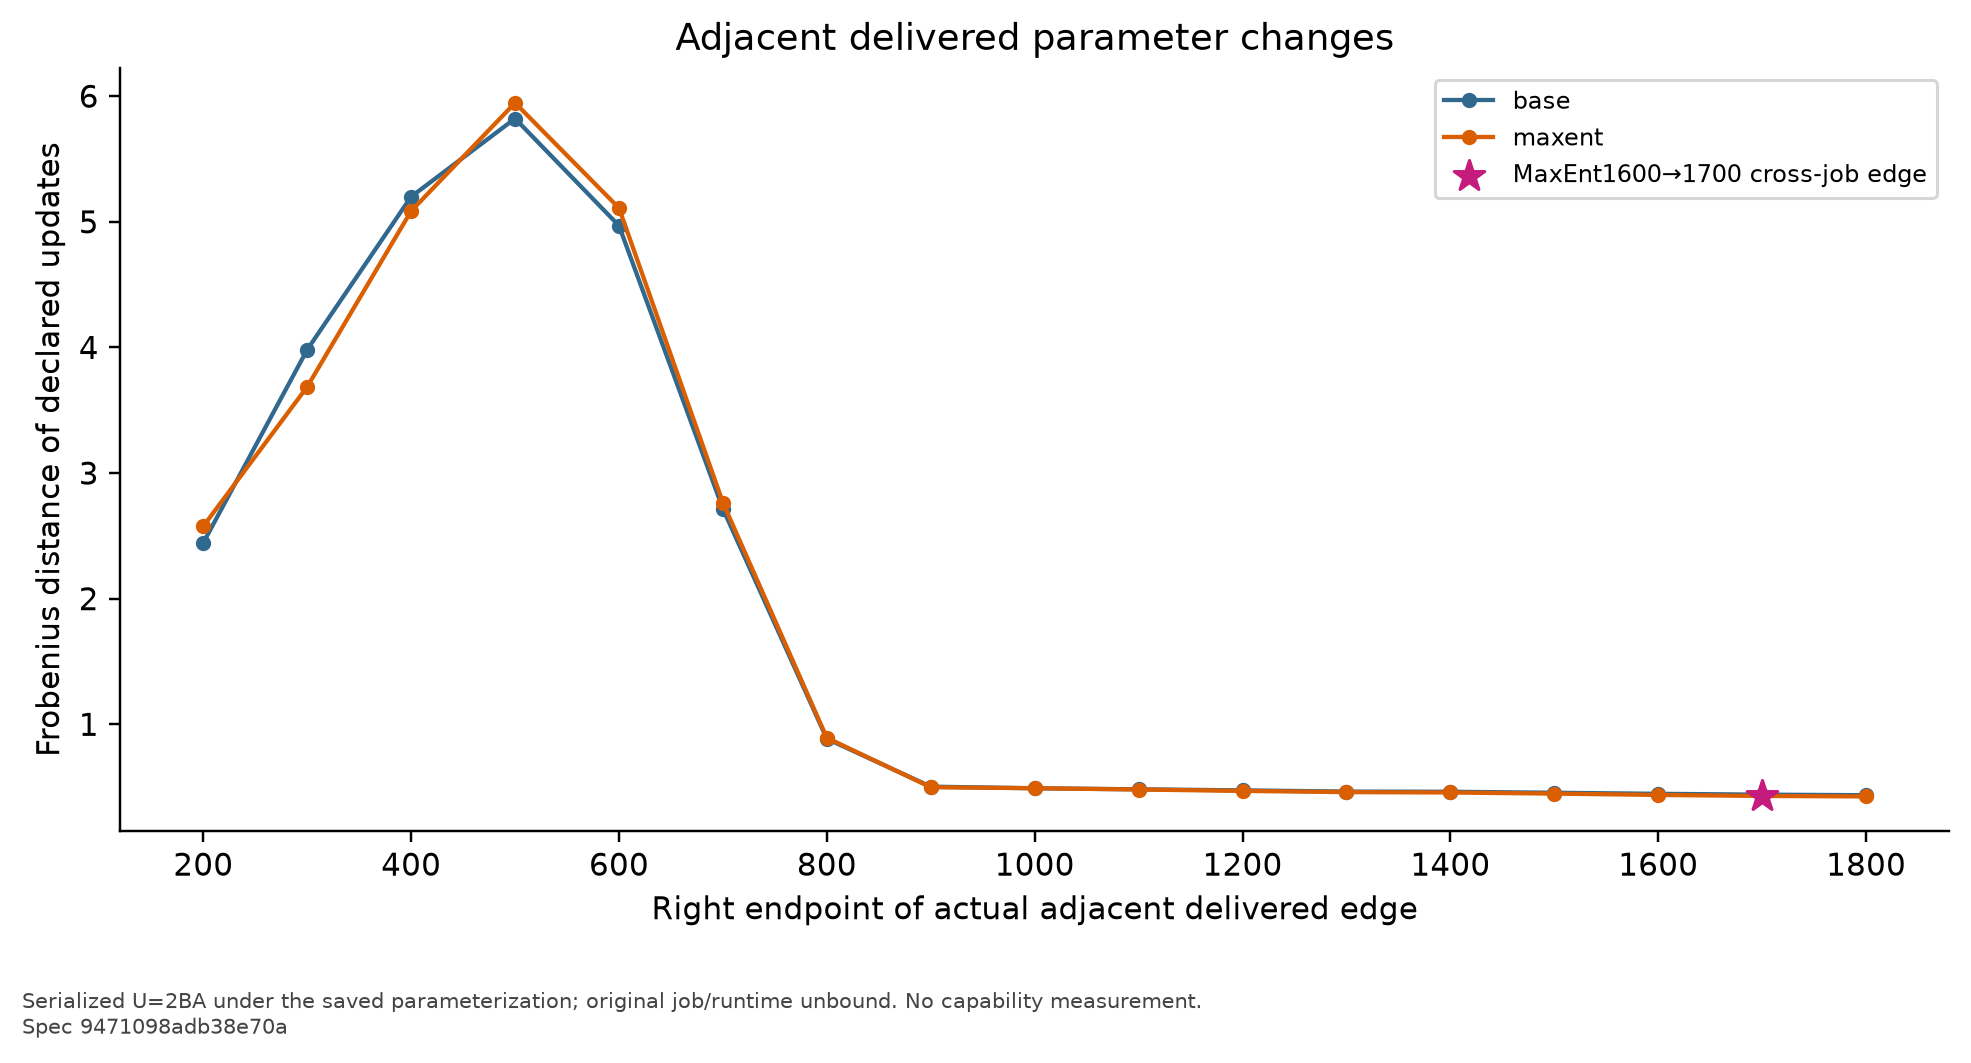 Adjacent delivered parameter changes
base
maxent
MaxEnt1600→1700 cross-job edge
Frobenius distance of declared updates
6
5
4
3
2
1
200 400 600 800 1000 1200 1400 1600 1800
Right endpoint of actual adjacent delivered edge
Serialized U=2BA under the saved parameterization; original job/runtime unbound. No capability measurement.
Spec 9471098adb38e70a